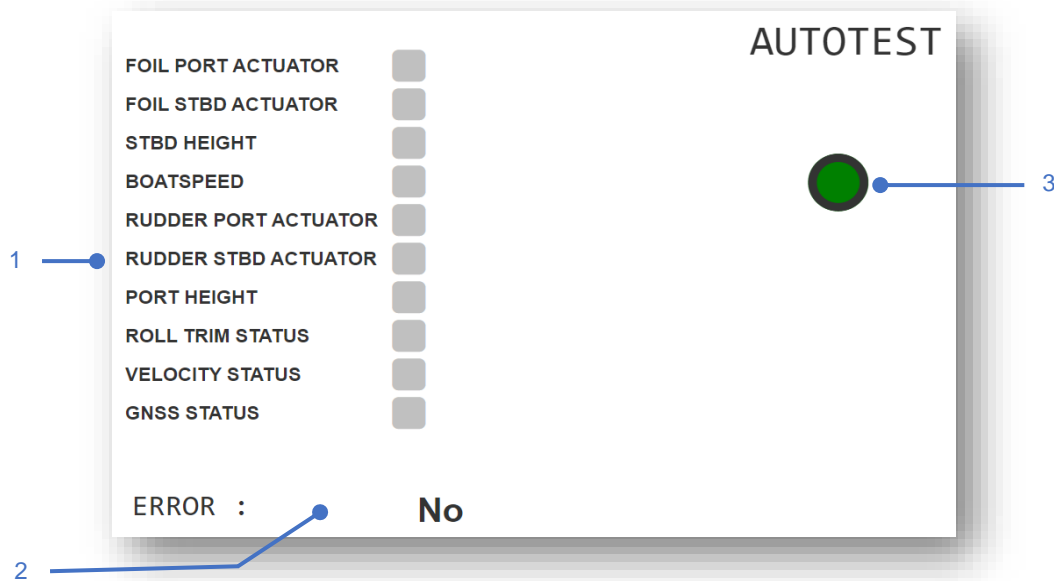 AUTOTEST
FOIL PORT ACTUATOR
FOIL STBD ACTUATOR
STBD HEIGHT
BOATSPEED
3
RUDDER PORT ACTUATOR
1
RUDDER STBD ACTUATOR
PORT HEIGHT
ROLL TRIM STATUS
VELOCITY STATUS
GNSS STATUS
ERROR : No
2